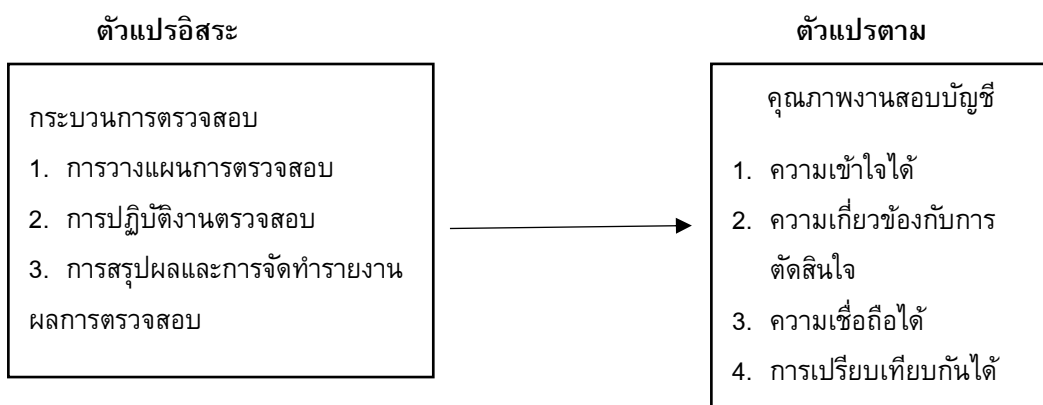 ตัวแปรอิสระ
กระบวนการตรวจสอบ
1. การวางแผนการตรวจสอบ
2. การปฏิบัติงานตรวจสอบ
3. การสรุปผลและการจัดทำรายงาน
ผลการตรวจสอบ
ตัวแปรตาม
คุณภาพงานสอบบัญชี
1. ความเข้าใจได้
2. ความเกี่ยวข้องกับการ
ตัดสินใจ
3. ความเชื่อถือได้
4. การเปรียบเทียบกันได้